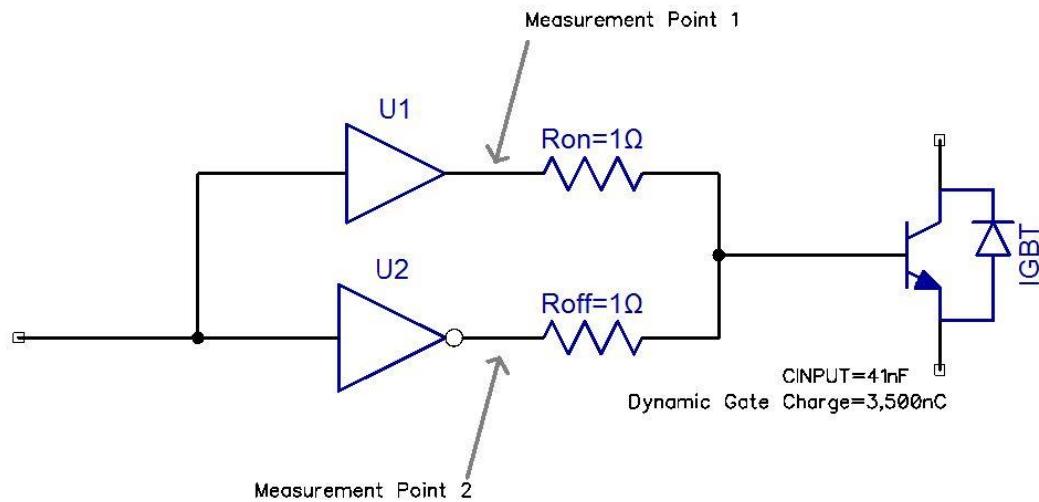 Measurement Point 1
U1
Ron=1Ω
U2
Roff=1Ω
IGBT
CINPUT=41nF
Dynamic Gate Charge=3,500nC
Measurement Point 2